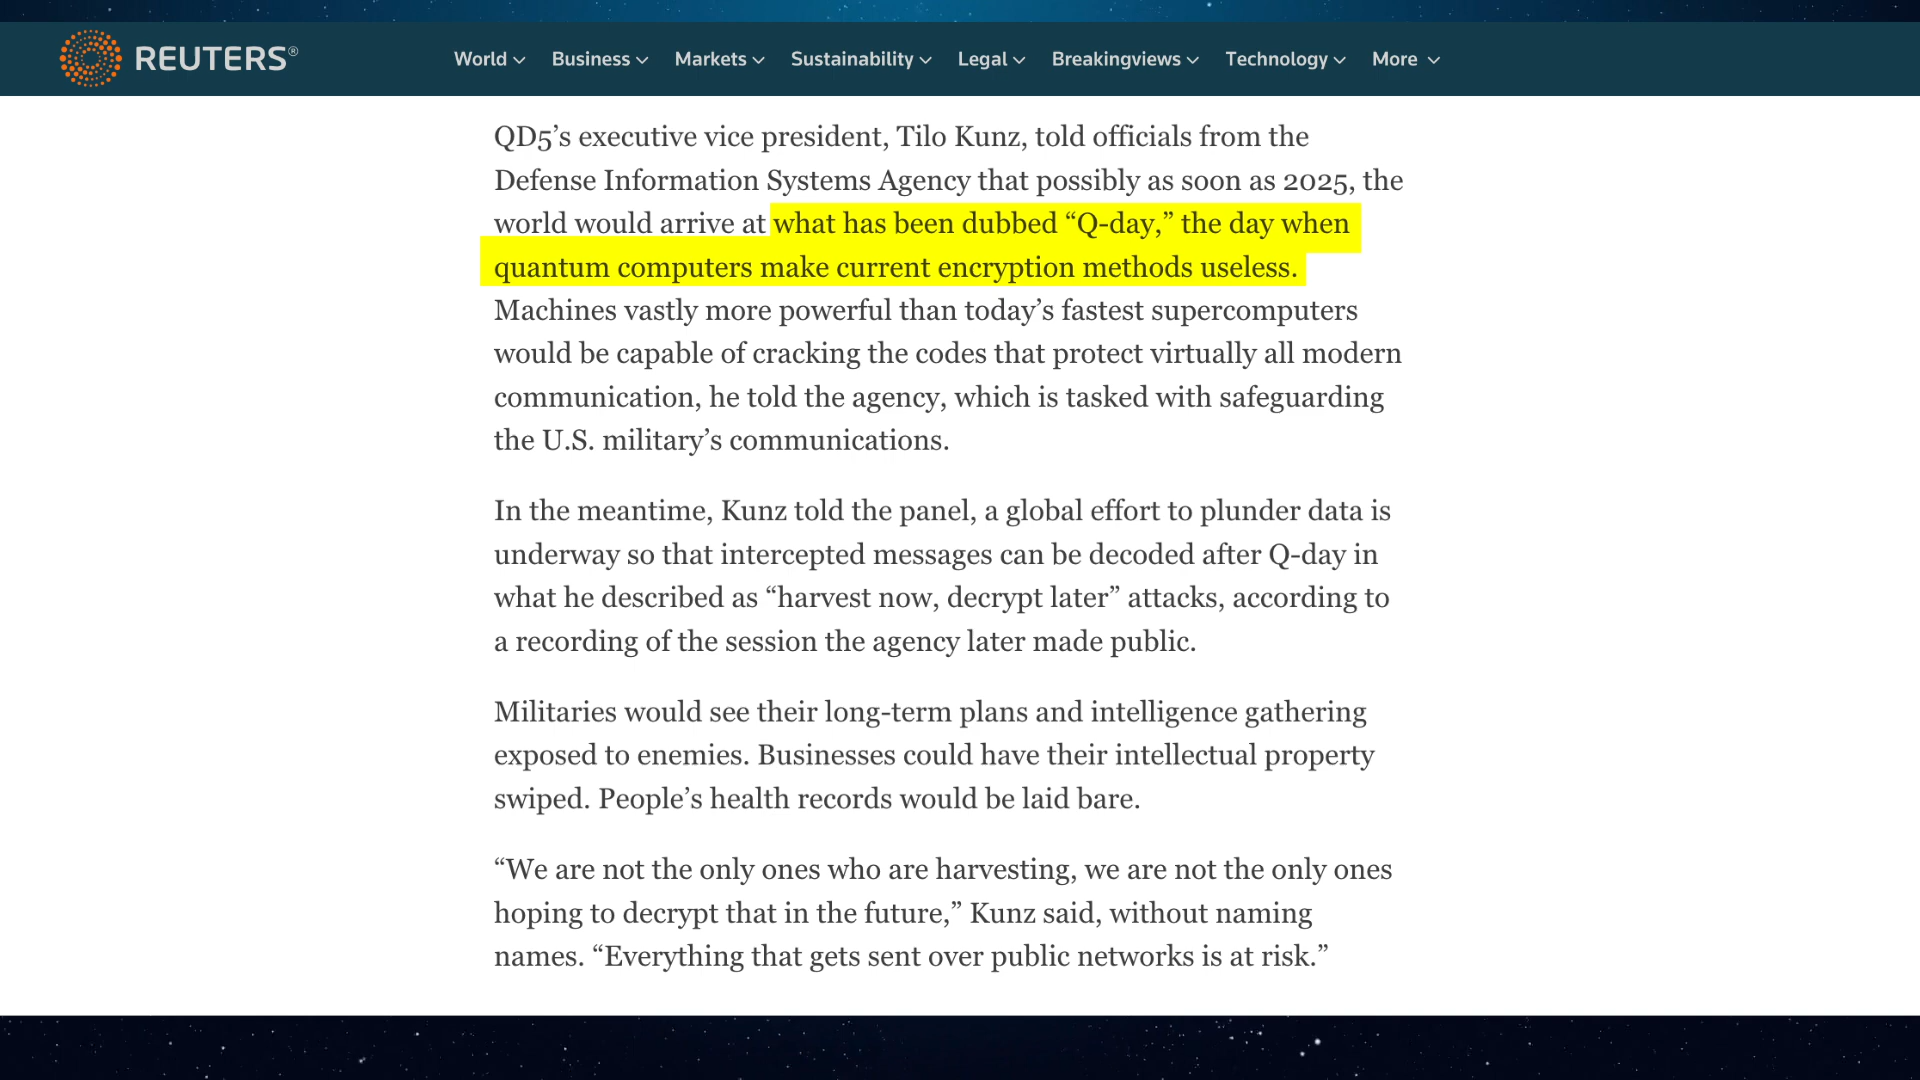 REUTERS®
World Business Markets Sustainability Legal Breakingviews Technology More
QD5’s executive vice president, Tilo Kunz, told officials from the
Defense Information Systems Agency that possibly as soon as 2025, the
world would arrive at what has been dubbed “Q-day,” the day when
quantum computers make current encryption methods useless.
Machines vastly more powerful than today’s fastest supercomputers
would be capable of cracking the codes that protect virtually all modern
communication, he told the agency, which is tasked with safeguarding
the U.S. military’s communications.
In the meantime, Kunz told the panel, a global effort to plunder data is
underway so that intercepted messages can be decoded after Q-day in
what he described as “harvest now, decrypt later” attacks, according to
a recording of the session the agency later made public.
Militaries would see their long-term plans and intelligence gathering
exposed to enemies. Businesses could have their intellectual property
swiped. People’s health records would be laid bare.
“We are not the only ones who are harvesting, we are not the only ones
hoping to decrypt that in the future,” Kunz said, without naming
names. “Everything that gets sent over public networks is at risk.”